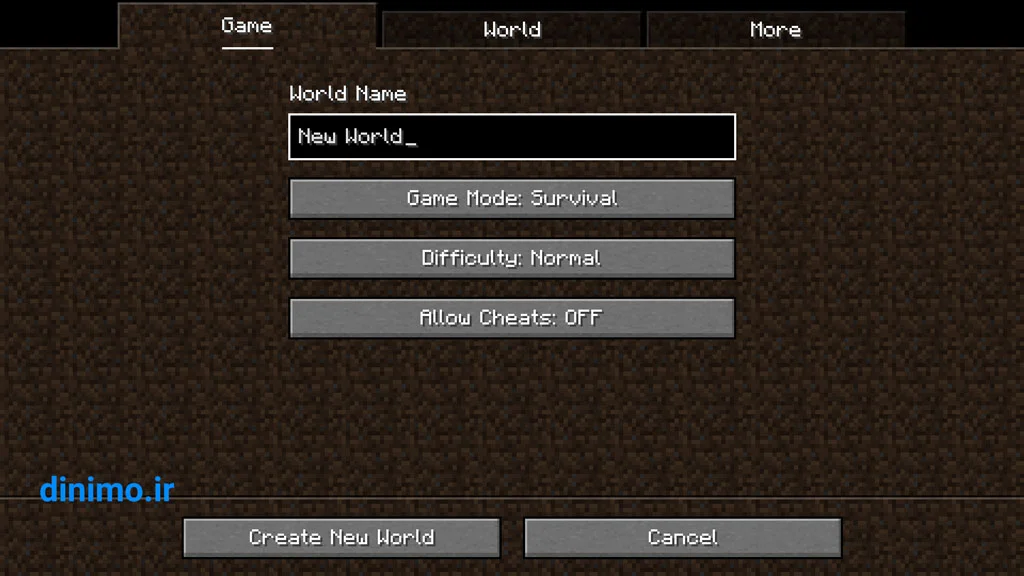 Game
World
More
World Name
New World_
Game Mode: Survival
Difficulty: Normal
Allow Cheats: OFF
dinimo.ir
Create New World
Cancel